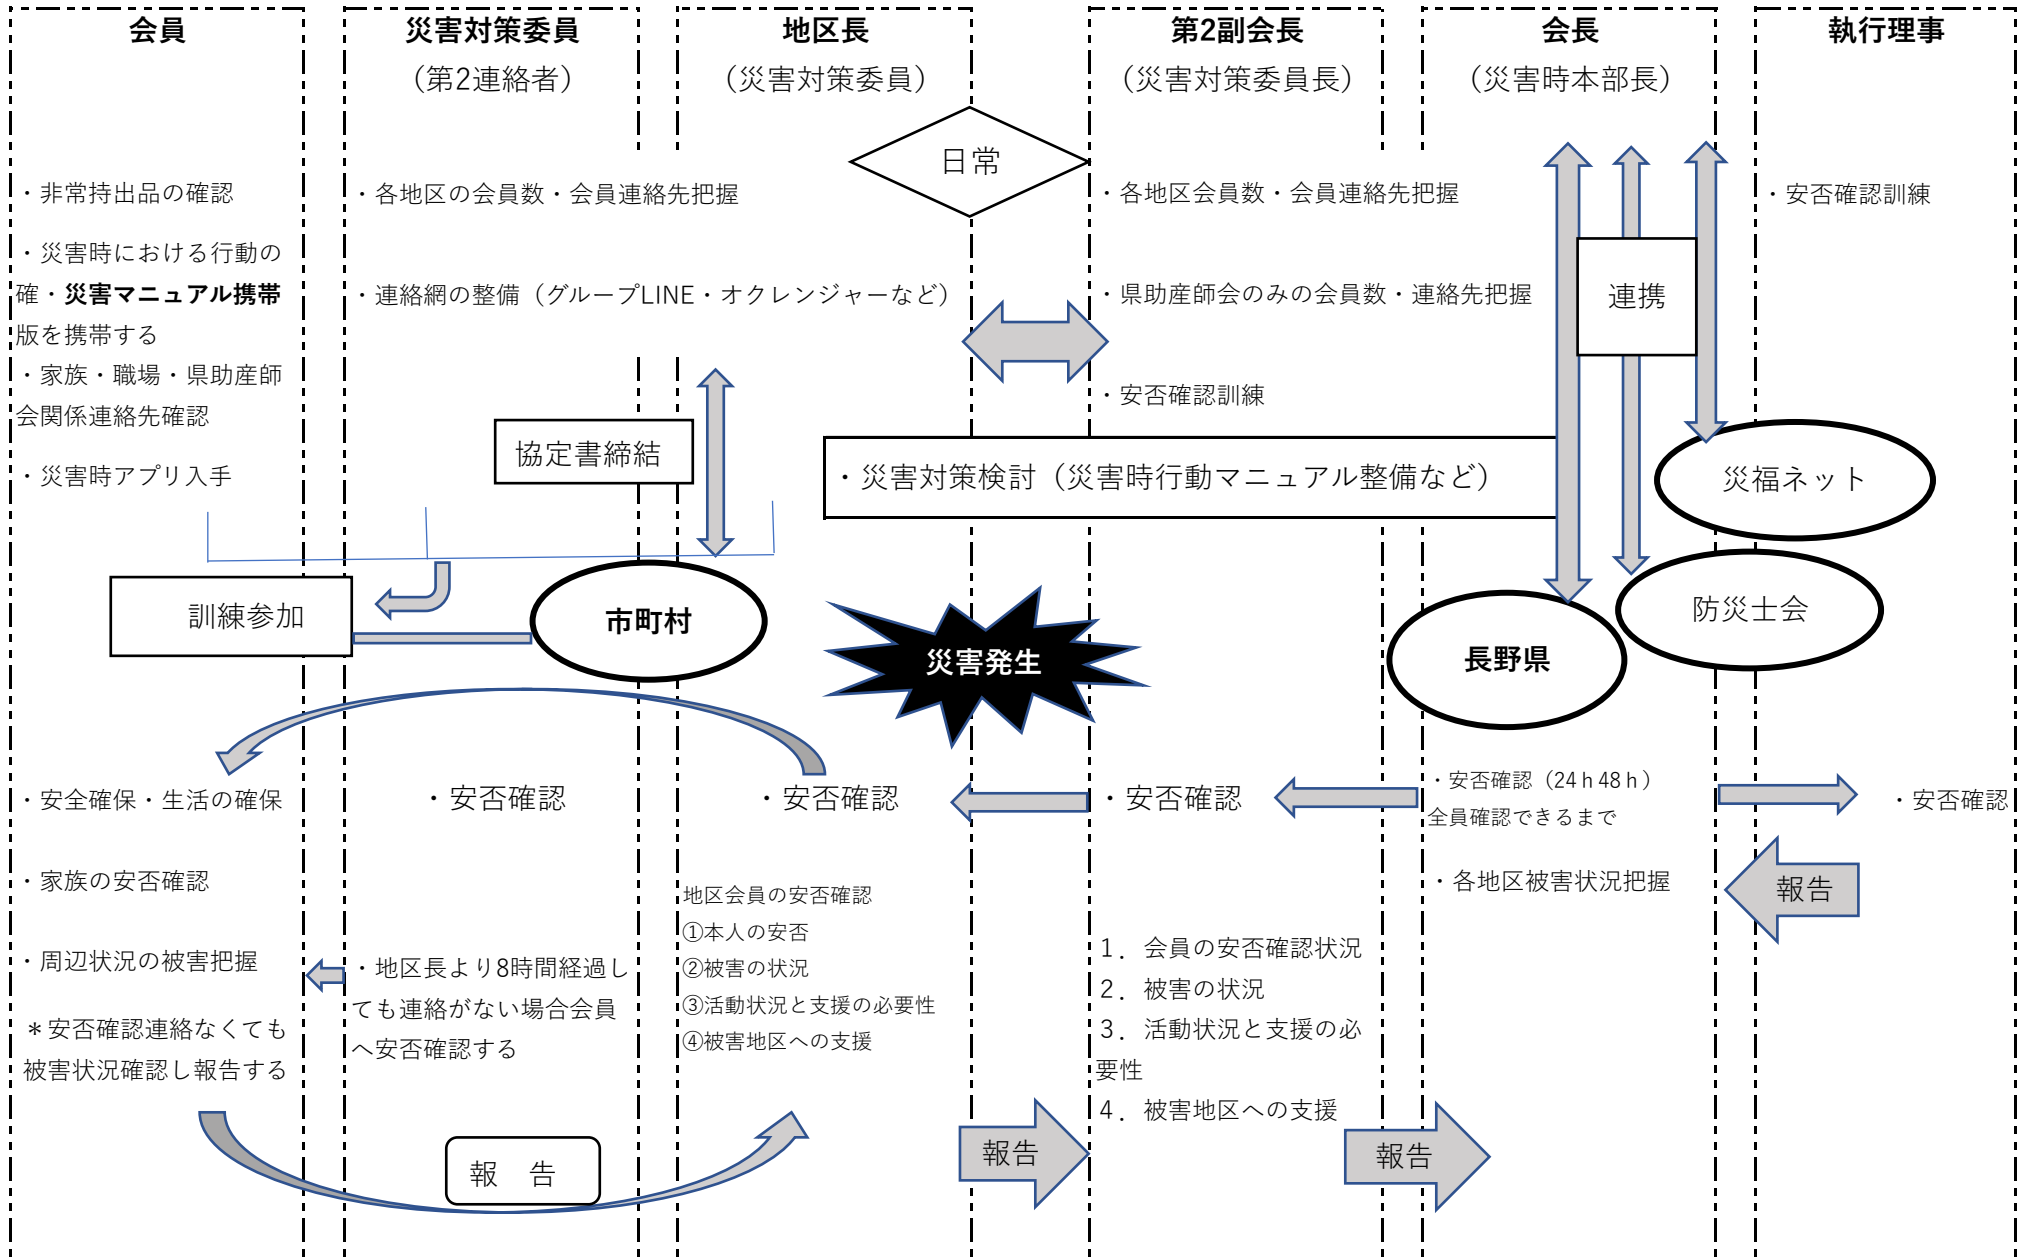 会員
災害対策委員
(第2連絡者)
地区長
(災害対策委員)
第2副会長
(災害対策委員長)
会長
(災害時本部長)
執行理事
日常
・非常持出品の確認
・災害時における行動の
確・災害マニュアル携帯
版を携帯する
・家族・職場・県助産師
会関係連絡先確認
・災害時アプリ入手
・各地区の会員数・会員連絡先把握
・連絡網の整備（グループLINE・オクレンジャーなど）
・各地区会員数・会員連絡先把握
・県助産師会のみの会員数・連絡先把握
・安否確認訓練
・安否確認訓練
連携
協定書締結
・災害対策検討（災害時行動マニュアル整備など）
災福ネット
防災士会
長野県
訓練参加
市町村
災害発生
・安全確保・生活の確保
・家族の安否確認
・周辺状況の被害把握
＊安否確認連絡なくても
被害状況確認し報告する
・安否確認
・地区長より8時間経過し
ても連絡がない場合会員
へ安否確認する
・安否確認
地区会員の安否確認
①本人の安否
②被害の状況
③活動状況と支援の必要性
④被害地区への支援
・安否確認
1．会員の安否確認状況
2．被害の状況
3．活動状況と支援の必
要性
4．被害地区への支援
・安否確認（24ｈ48ｈ）
全員確認できるまで
・各地区被害状況把握
・安否確認
報告
報　告
報告
報告